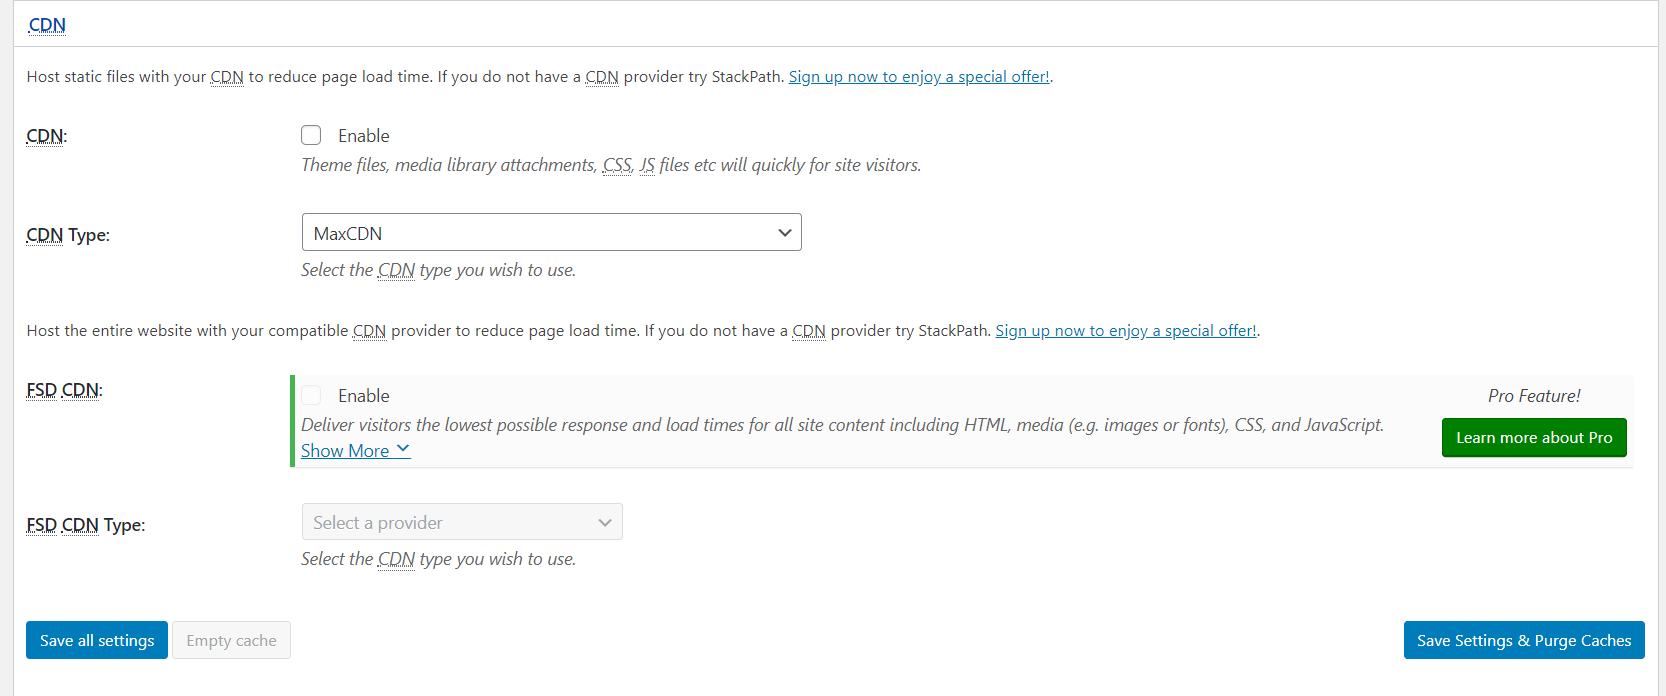 CDN
Host static files with your CDN to reduce page load time. If you do not have a CDN provider try StackPath. Sign up now to enjoy a special offer!.
CDN:
Enable
Theme files, media library attachments, CSS, JS files etc will quickly for site visitors.
CDN Type:
MaxCDN
Select the CDN type you wish to use.
Host the entire website with your compatible CDN provider to reduce page load time. If you do not have a CDN provider try StackPath. Sign up now to enjoy a special offer!.
FSD CDN:
Enable
Pro Feature!
Deliver visitors the lowest possible response and load times for all site content including HTML, media (e.g. images or fonts), CSS, and JavaScript.
Learn more about Pro
Show More
FSD CDN Type:
Select a provider
Select the CDN type you wish to use.
Save all settings
Empty cache
Save Settings & Purge Caches